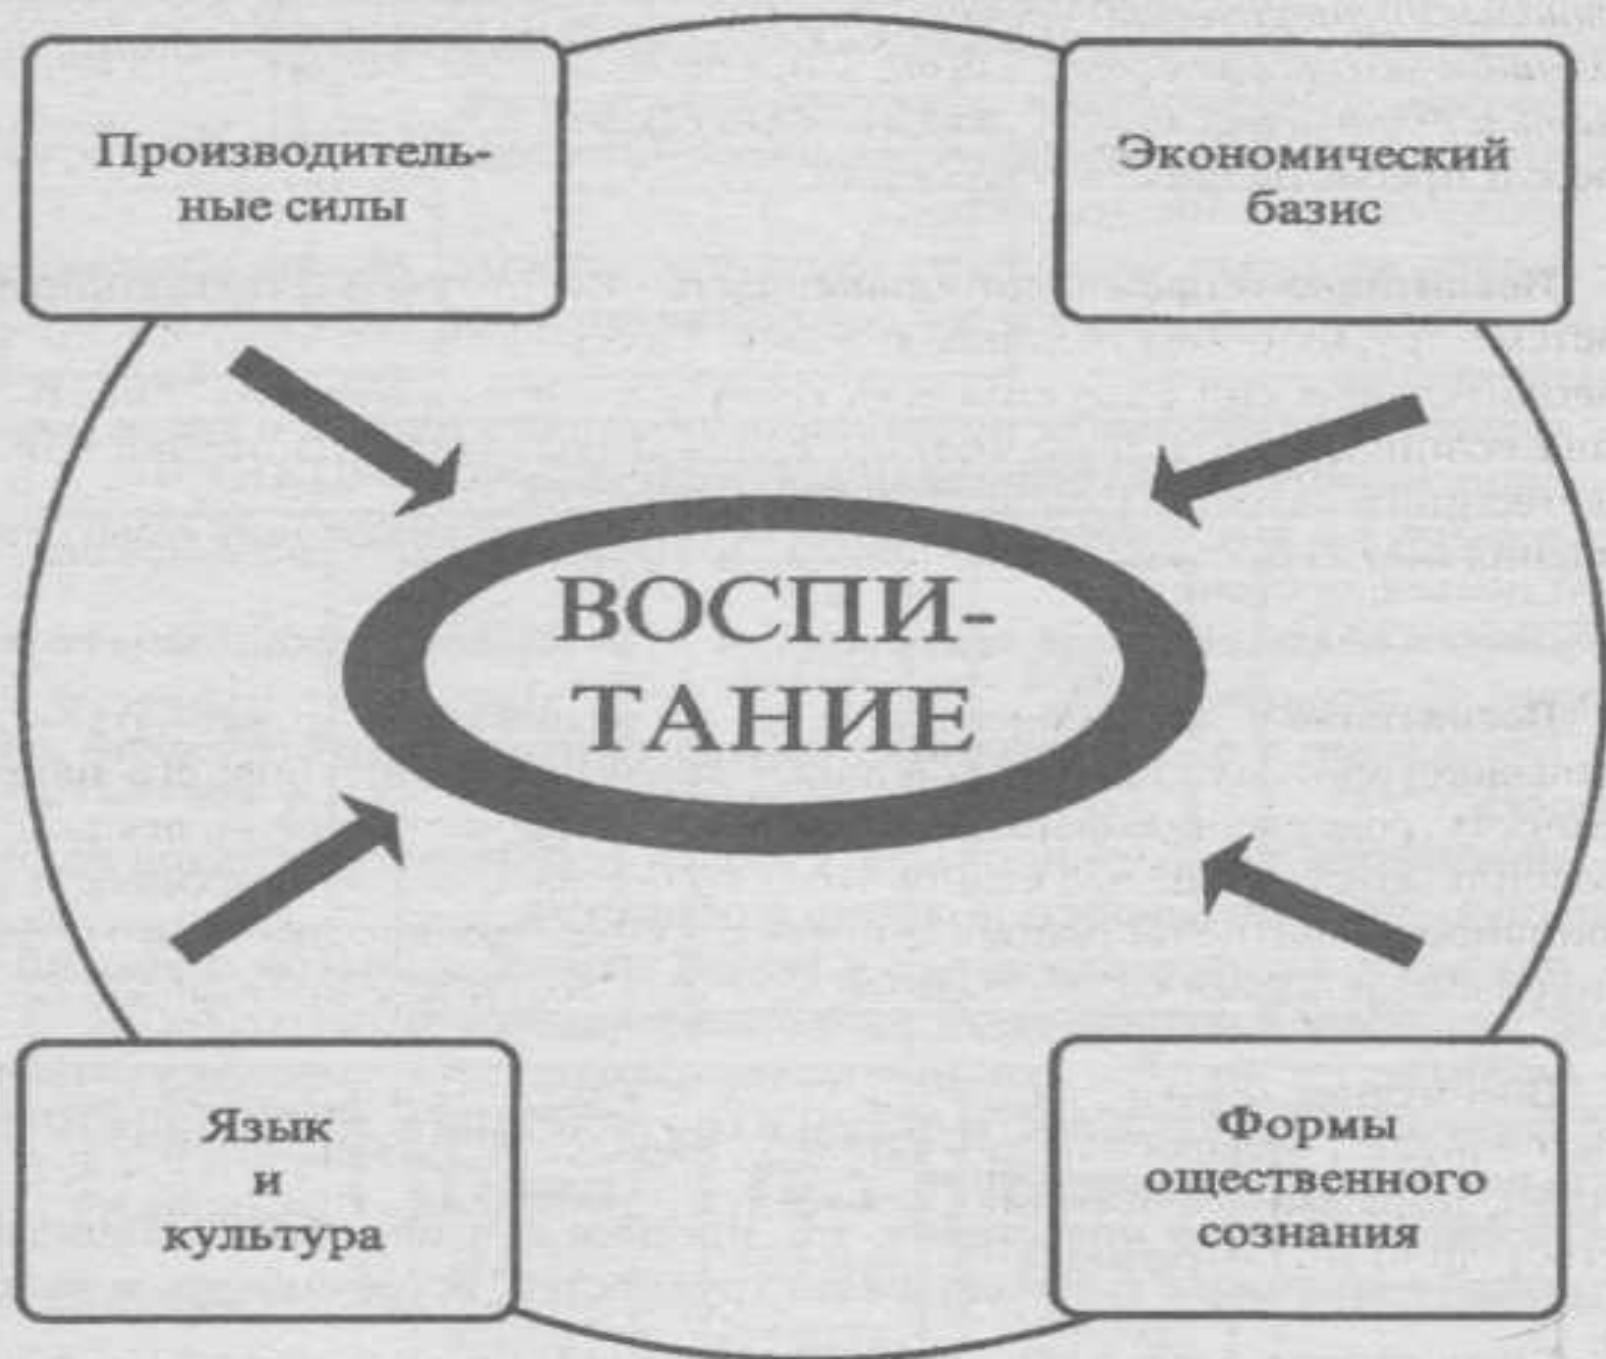 Производитель-
ные силы
Экономический
базис
ВОСПИ-
ТАНИЕ
Язык
и
культура
Формы
ощественного
сознания